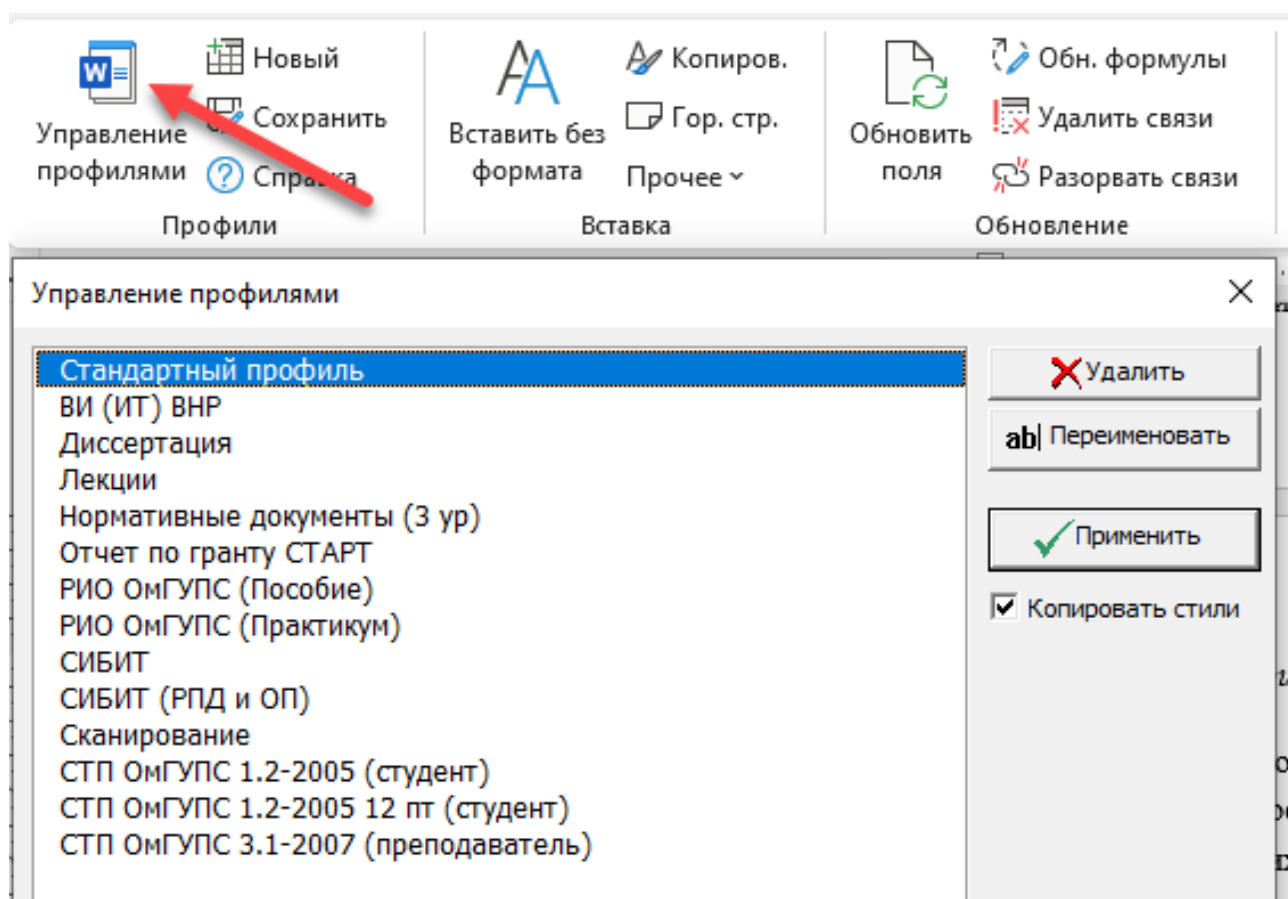 Управление профилями
Новый
Сохранить
Справка
Профили
Вставить без формата
Копиров.
Гор. стр.
Прочее
Вставка
Обновить поля
Обн. формулы
Удалить связи
Разорвать связи
Обновление
Управление профилями
Стандартный профиль
ВИ (ИТ) ВНР
Диссертация
Лекции
Нормативные документы (3 ур)
Отчет по гранту СТАРТ
РИО ОмГУПС (Пособие)
РИО ОмГУПС (Практикум)
СИБИТ
СИБИТ (РПД и ОП)
Сканирование
СТП ОмГУПС 1.2-2005 (студент)
СТП ОмГУПС 1.2-2005 12 пт (студент)
СТП ОмГУПС 3.1-2007 (преподаватель)
Удалить
ab Переименовать
Применить
Копировать стили